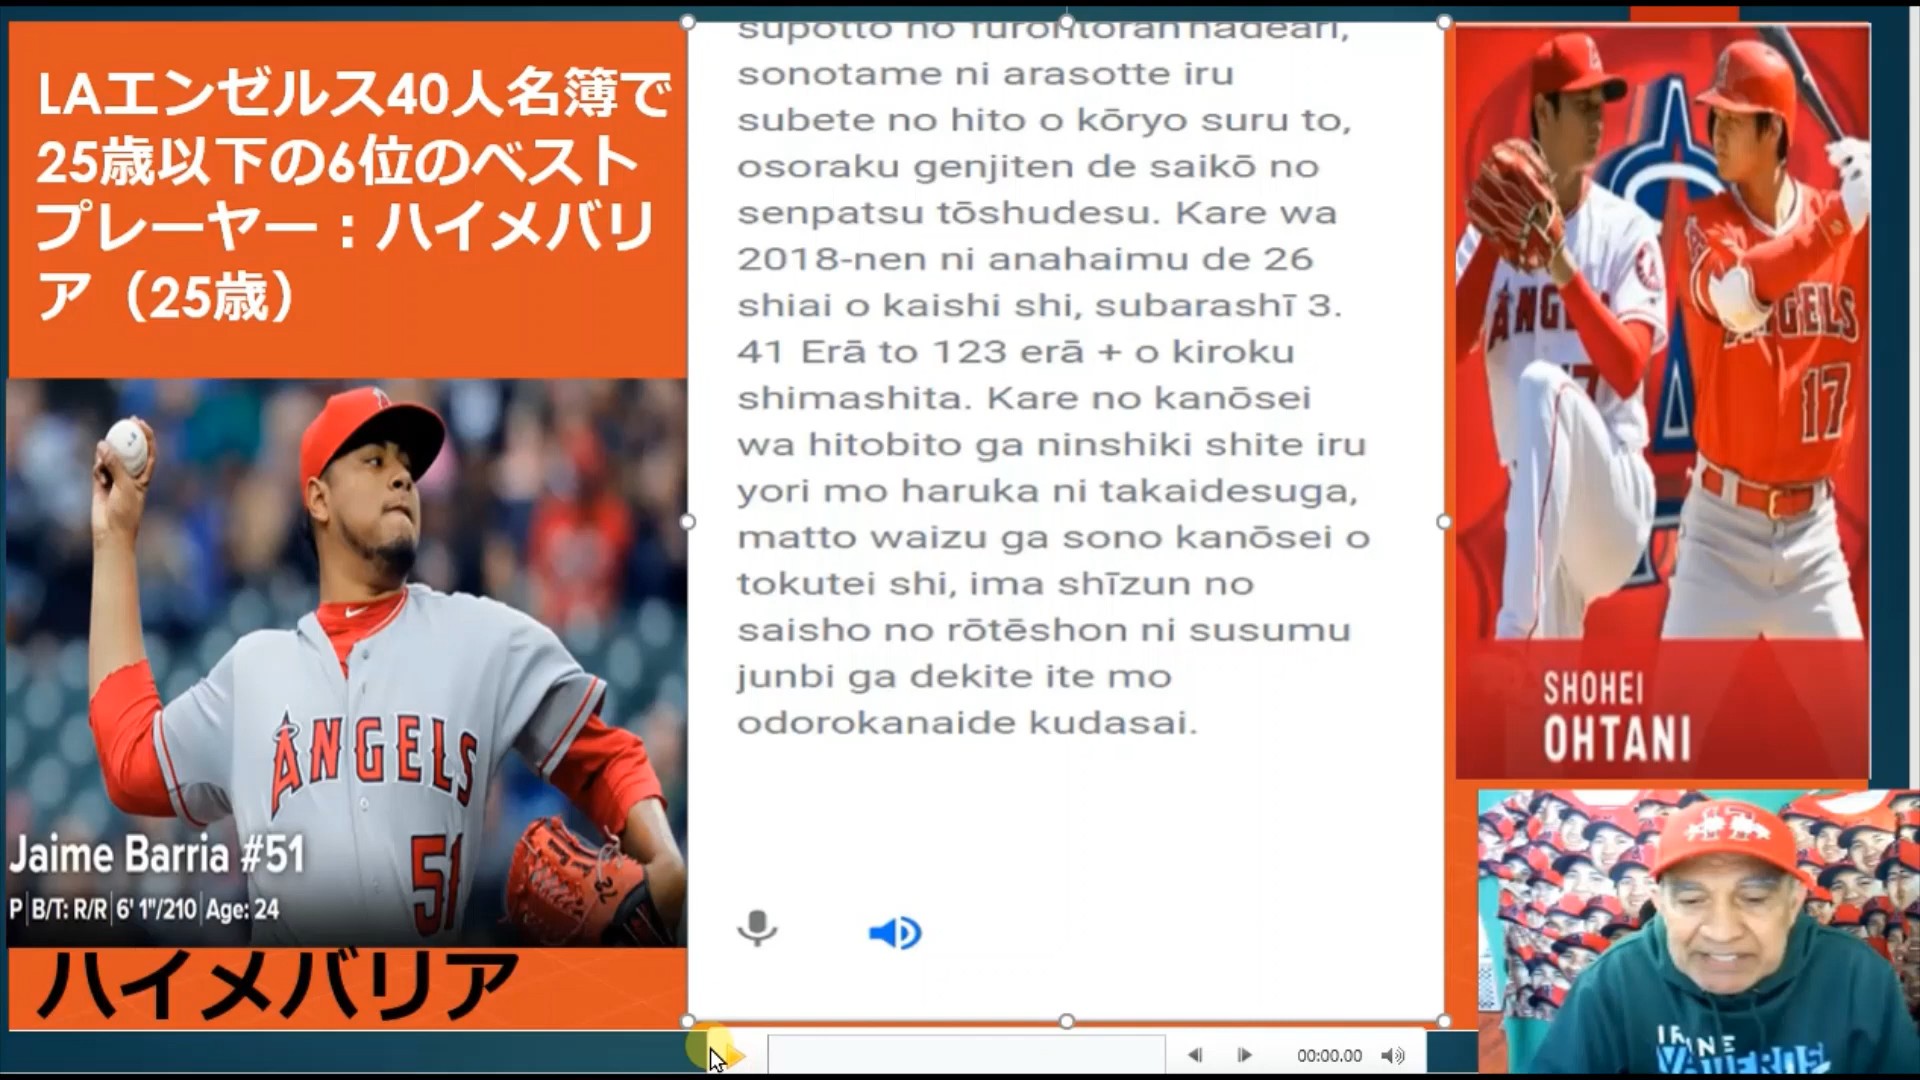 LAエンゼルス40人名簿で
25歳以下の6位のベスト
プレーヤー：ハイメバリ
ア（25歳）
ANGELS
51
Jaime Barria #51
P B/T: R/R 6' 1"/210 Age: 24
ハイメバリア
supotto no furontoran'nadeari,
sonotame ni arasotte iru
subete no hito o kōryo suru to,
osoraku genjiten de saikō no
senpatsu tōshudesu. Kare wa
2018-nen ni anahaimu de 26
shiai o kaishi shi, subarashī 3.
41 Erā to 123 erā + o kiroku
shimashita. Kare no kanōsei
wa hitobito ga ninshiki shite iru
yori mo haruka ni takaidesuga,
matto waizu ga sono kanōsei o
tokutei shi, ima shīzun no
saisho no rōtēshon ni susumu
junbi ga dekite ite mo
odorokanaide kudasai.
00:00.00
ANGELS
17
SHOHEI
OHTANI